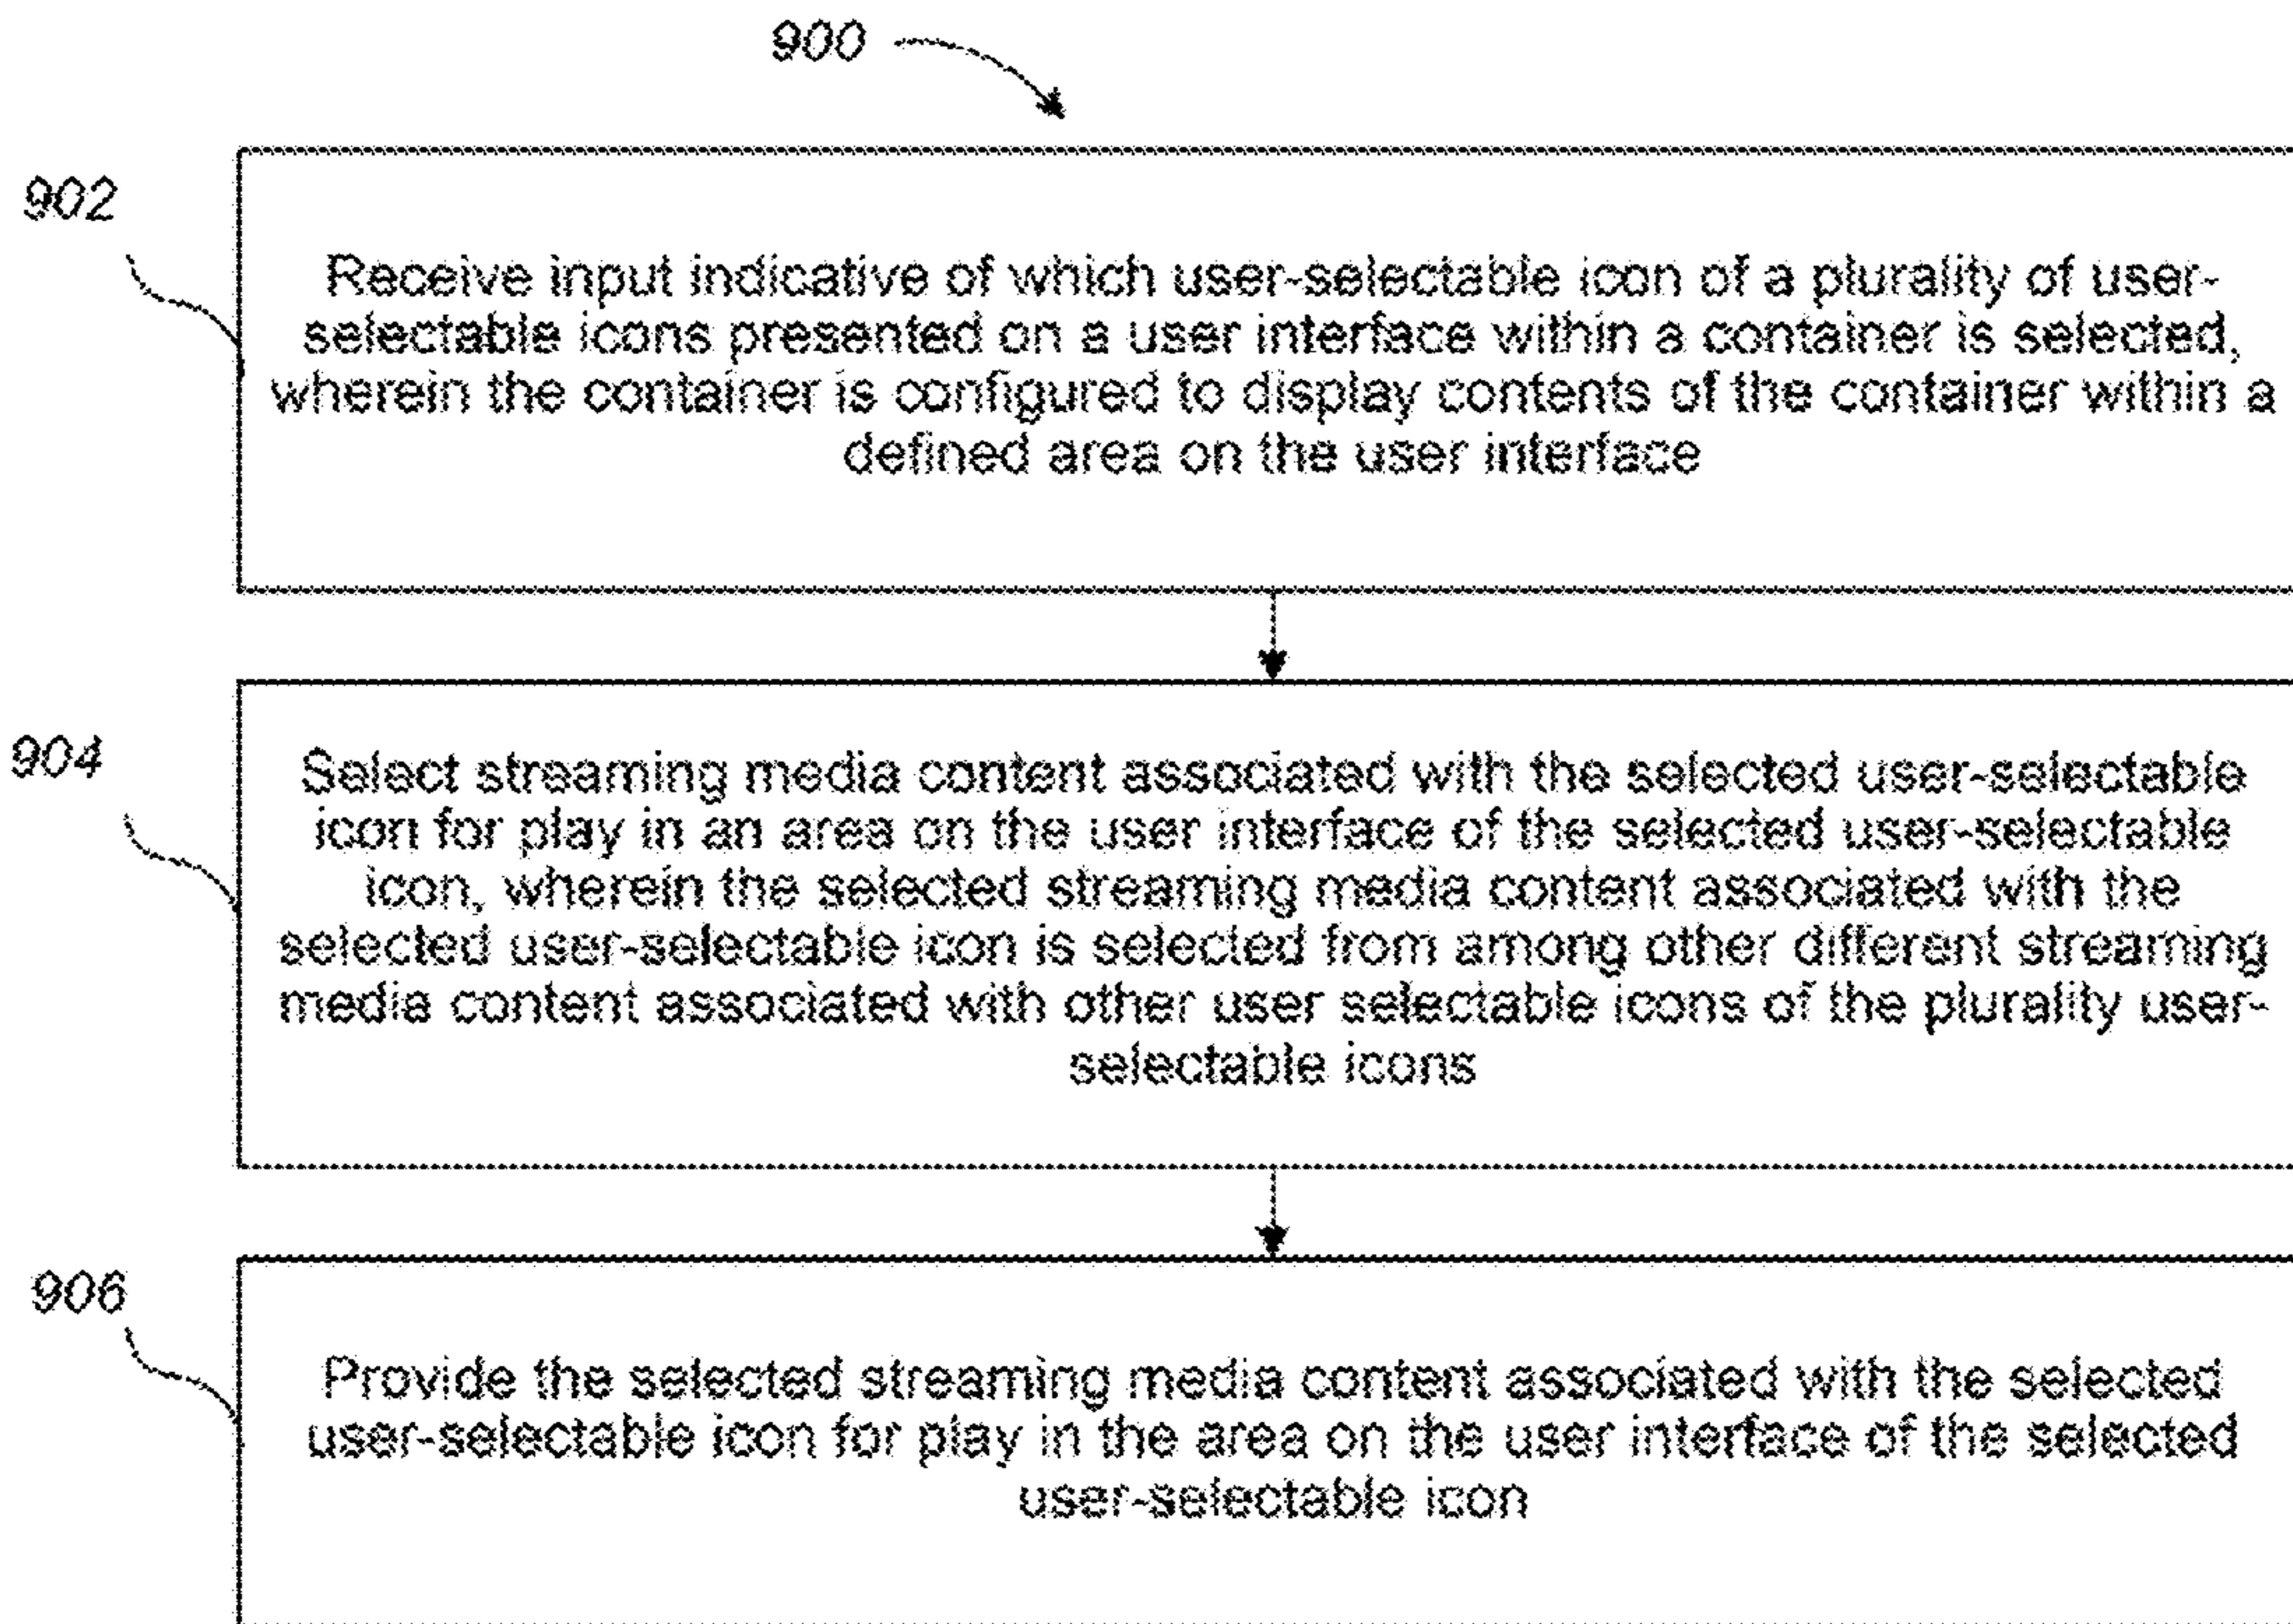 900
902
Receive input indicative of which user-selectable icon of a plurality of user-
selectable icons presented on a user interface within a container is selected,
wherein the container is configured to display contents of the container within a
defined area on the user interface
904
Select streaming media content associated with the selected user-selectable
icon for play in an area on the user interface of the selected user-selectable
icon, wherein the selected streaming media content associated with the
selected user-selectable icon is selected from among other different streaming
media content associated with other user selectable icons of the plurality user-
selectable icons
906
Provide the selected streaming media content associated with the selected
user-selectable icon for play in the area on the user interface of the selected
user-selectable icon